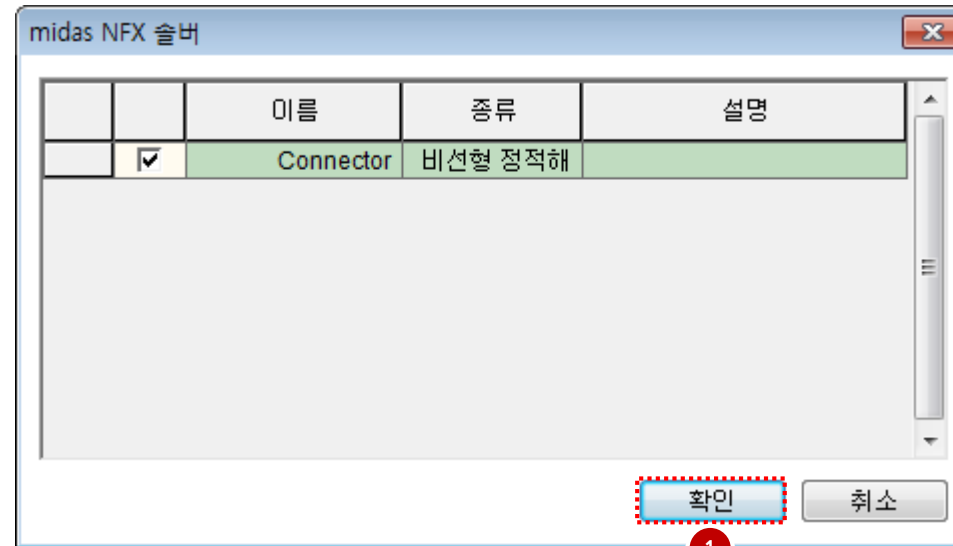 midas NFX 솔버
이름 종류 설명
Connector 비선형 정적해
확인 취소
1